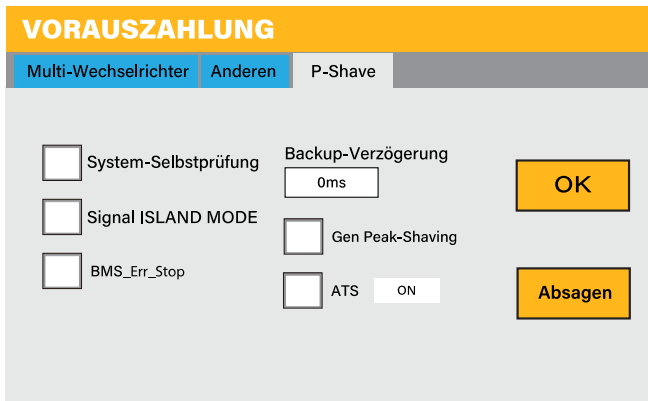 VORAUSZAHLUNG
Multi-Wechselrichter
Anderen
P-Shave
System-Selbstprüfung
Signal ISLAND MODE
BMS_Err_Stop
Backup-Verzögerung
0ms
Gen Peak-Shaving
ATS ON
OK
Absagen